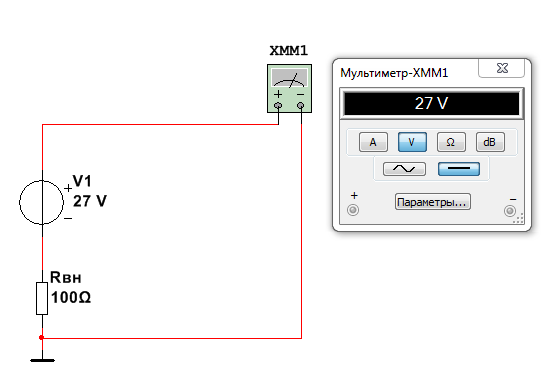 XMM1
+ −
V1
27 V
+
−
Rвн
100Ω
Мультиметр-XMM1
27 V
A V Ω dB
+ −
Параметры...